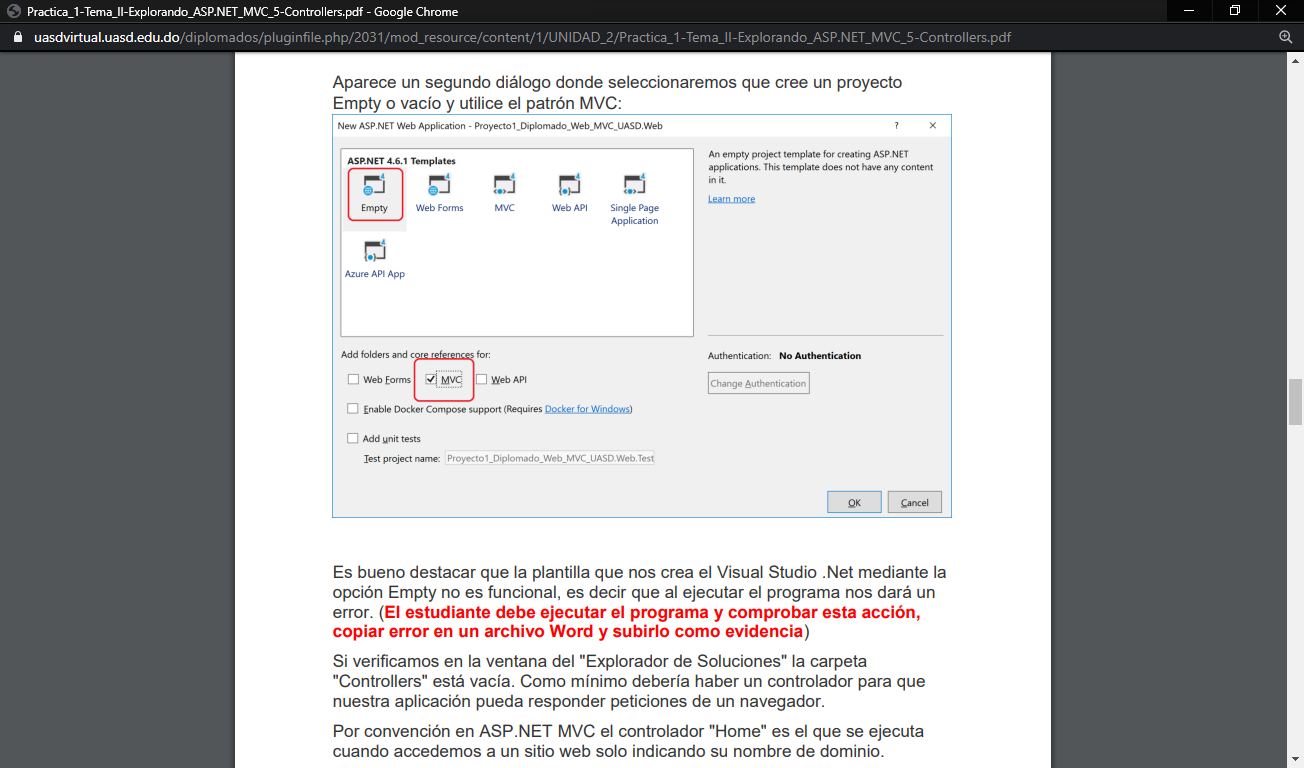 Practica_1-Tema_II-Explorando_ASP.NET_MVC_5-Controllers.pdf - Google Chrome
uasdvirtual.uasd.edu.do/diplomados/pluginfile.php/2031/mod_resource/content/1/UNIDAD_2/Practica_1-Tema_II-Explorando_ASP.NET_MVC_5-Controllers.pdf
Aparece un segundo diálogo donde seleccionaremos que cree un proyecto
Empty o vacío y utilice el patrón MVC:
New ASP.NET Web Application - Proyecto1_Diplomado_Web_MVC_UASD.Web
?
ASP.NET 4.6.1 Templates
Empty
Web Forms
MVC
Web API
Single Page
Application
Azure API App
An empty project template for creating ASP.NET
applications. This template does not have any content
in it.
Learn more
Add folders and core references for:
Web Forms MVC Web API
Enable Docker Compose support (Requires Docker for Windows)
Add unit tests
Test project name: Proyecto1_Diplomado_Web_MVC_UASD.Web.Test
Authentication: No Authentication
Change Authentication
OK Cancel
Es bueno destacar que la plantilla que nos crea el Visual Studio .Net mediante la
opción Empty no es funcional, es decir que al ejecutar el programa nos dará un
error. (El estudiante debe ejecutar el programa y comprobar esta acción,
copiar error en un archivo Word y subirlo como evidencia)
Si verificamos en la ventana del "Explorador de Soluciones" la carpeta
"Controllers" está vacía. Como mínimo debería haber un controlador para que
nuestra aplicación pueda responder peticiones de un navegador.
Por convención en ASP.NET MVC el controlador "Home" es el que se ejecuta
cuando accedemos a un sitio web solo indicando su nombre de dominio.